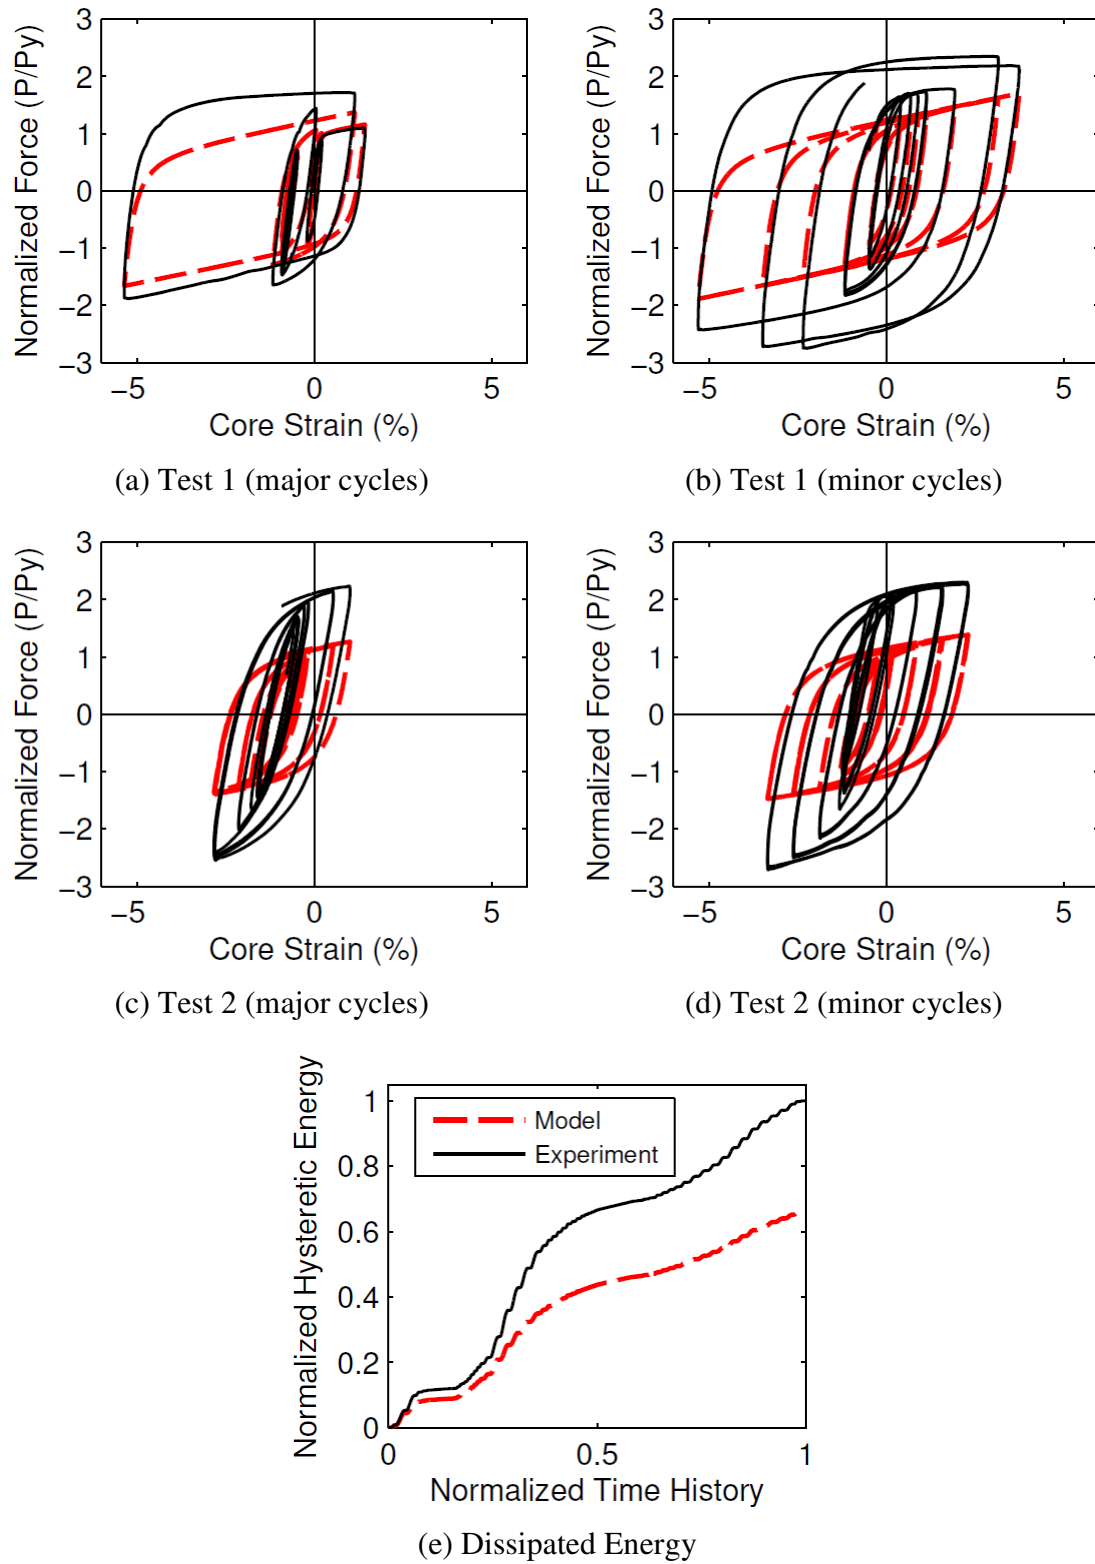 3
2
1
0
−1
−2
−3
−5
0
5
Normalized Force (P/Py)
Core Strain (%)
(a) Test 1 (major cycles)
3
2
1
0
−1
−2
−3
−5
0
5
Normalized Force (P/Py)
Core Strain (%)
(b) Test 1 (minor cycles)
3
2
1
0
−1
−2
−3
−5
0
5
Normalized Force (P/Py)
Core Strain (%)
(c) Test 2 (major cycles)
3
2
1
0
−1
−2
−3
−5
0
5
Normalized Force (P/Py)
Core Strain (%)
(d) Test 2 (minor cycles)
1
0.8
0.6
0.4
0.2
0
0
0.5
1
Normalized Hysteretic Energy
Model
Experiment
Normalized Time History
(e) Dissipated Energy